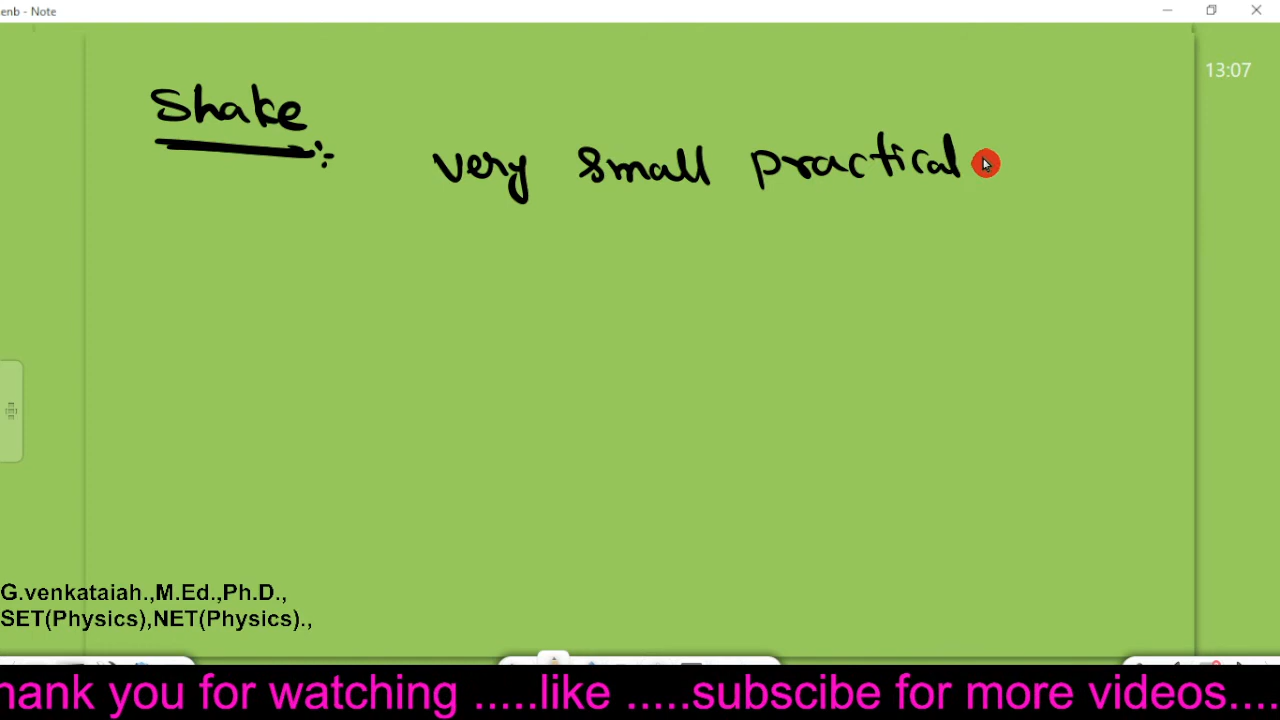 enb - Note
13:07
Shake :-
very small practical
G.venkataiah.,M.Ed.,Ph.D.,
SET(Physics),NET(Physics).,
hank you for watching .....like .....subscibe for more videos....